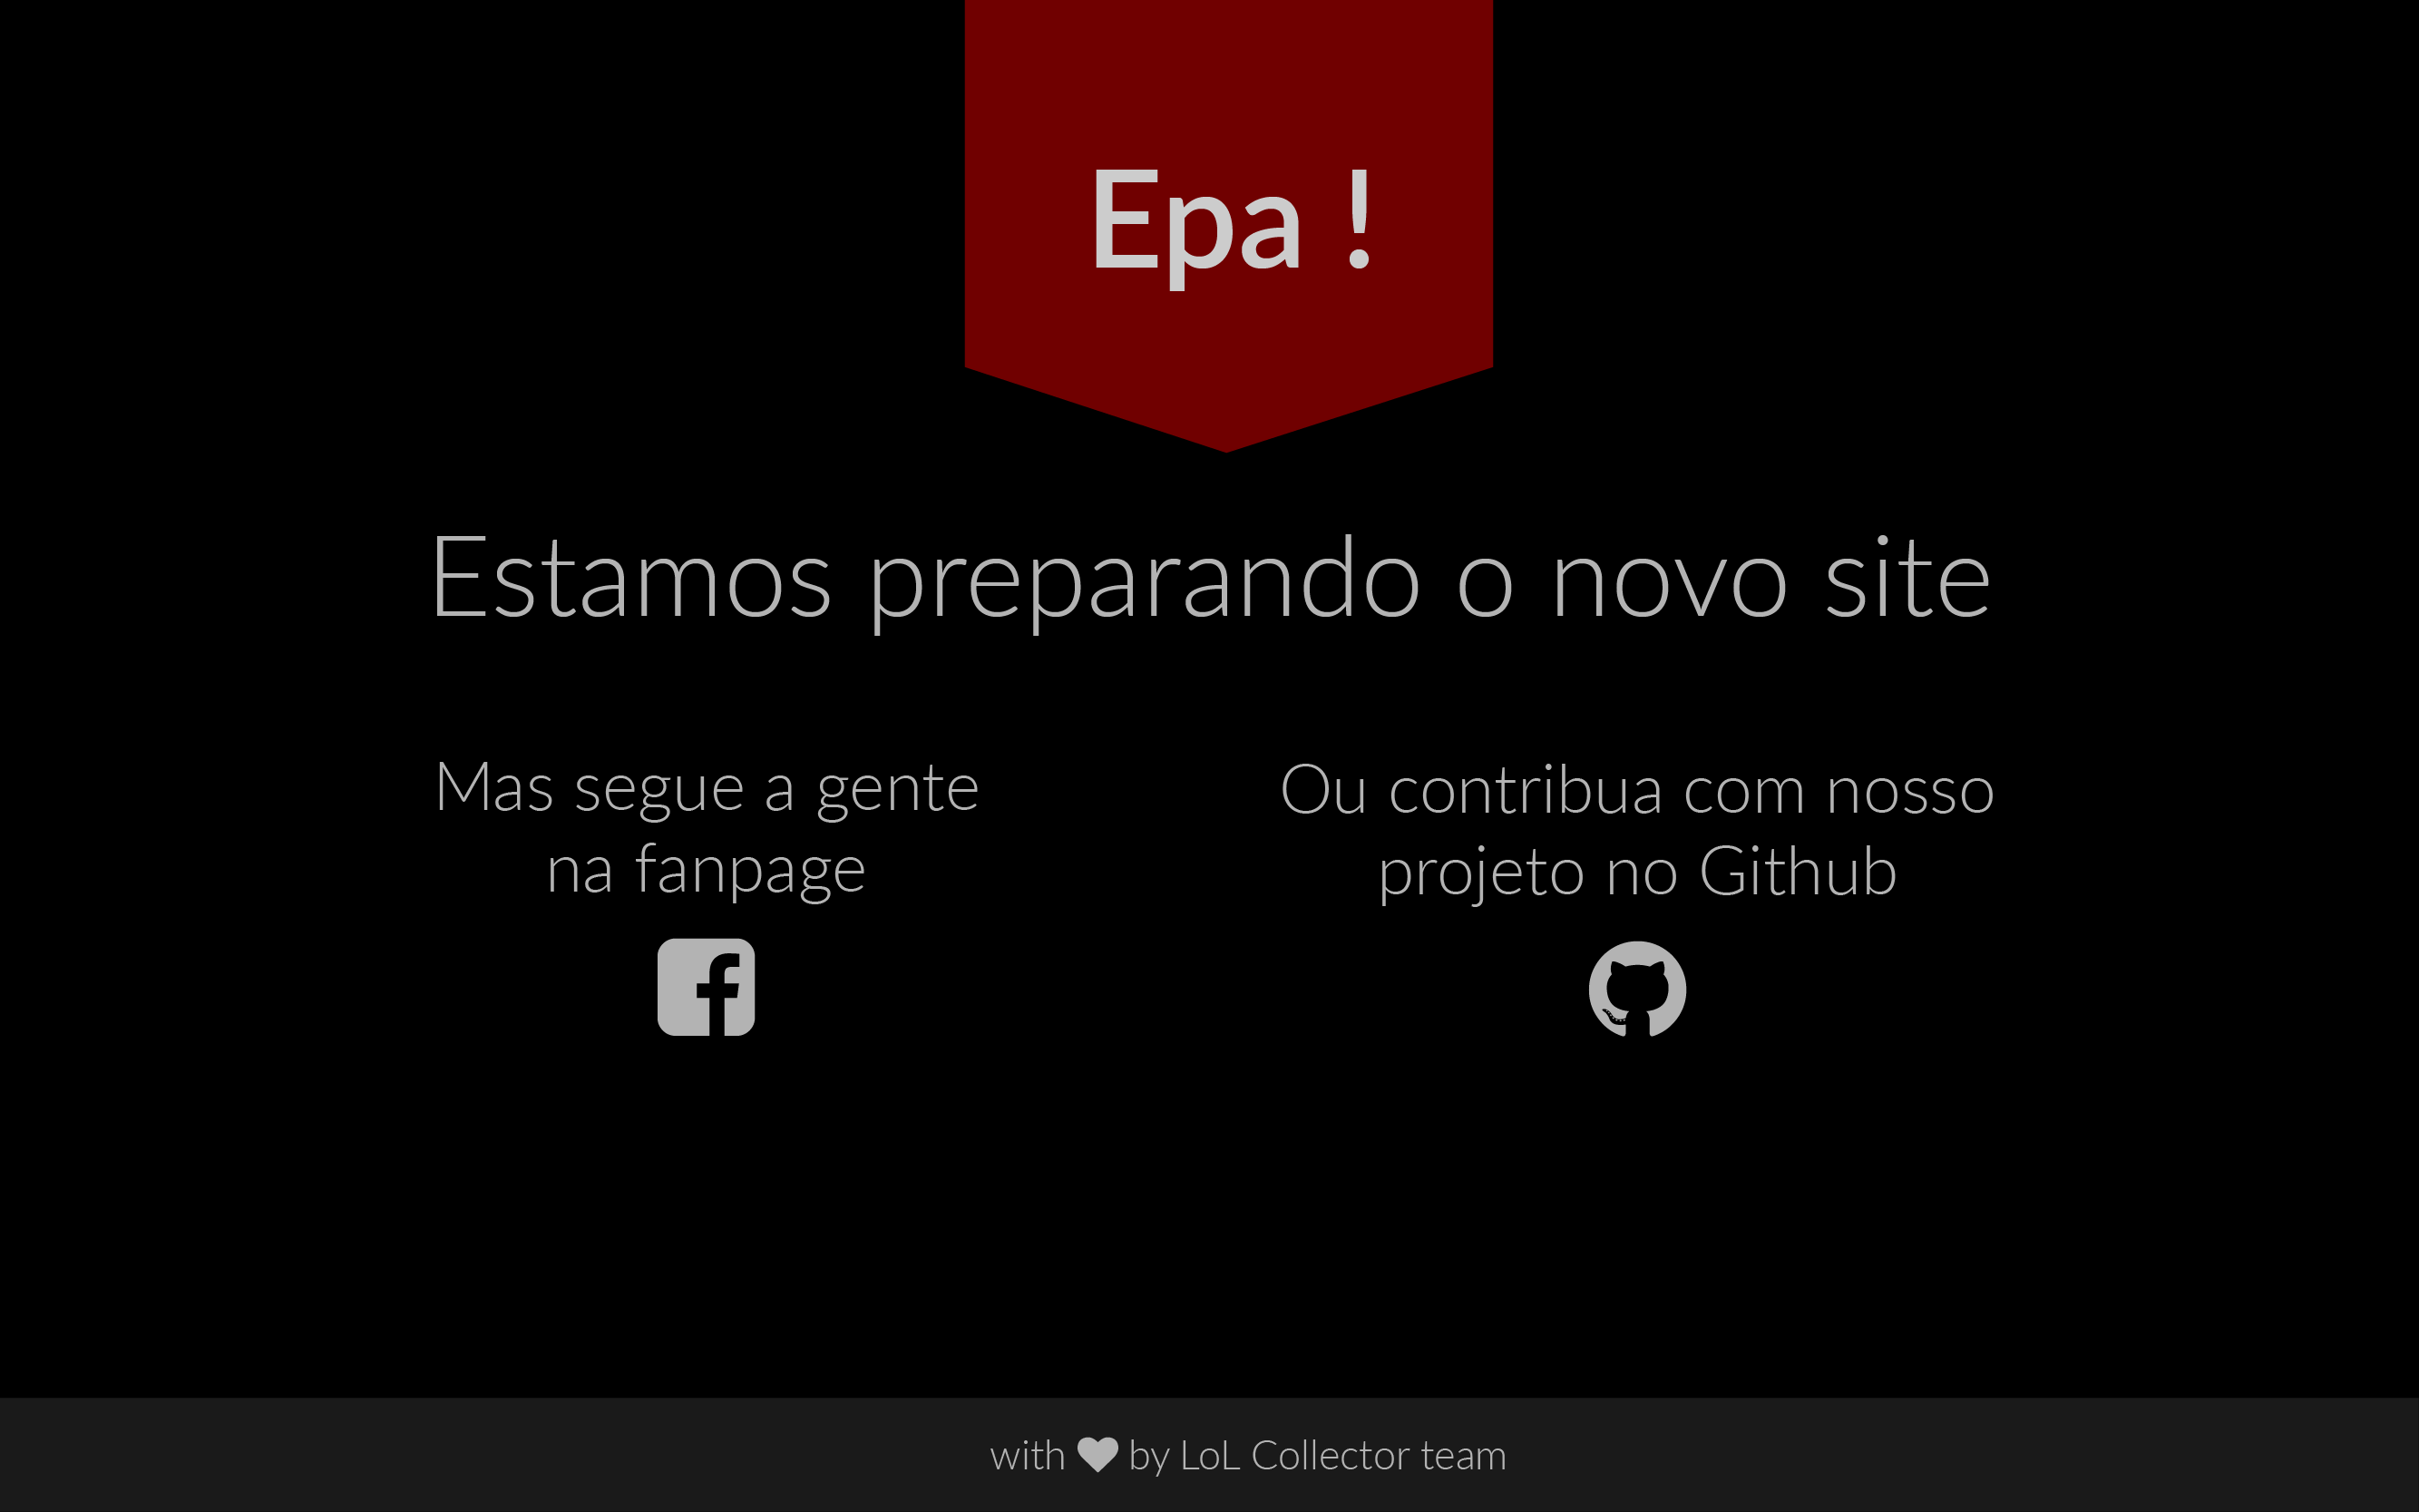 Epa !
Estamos preparando o novo site
Mas segue a gente
na fanpage
Ou contribua com nosso
projeto no Github
with ♥ by LoL Collector team